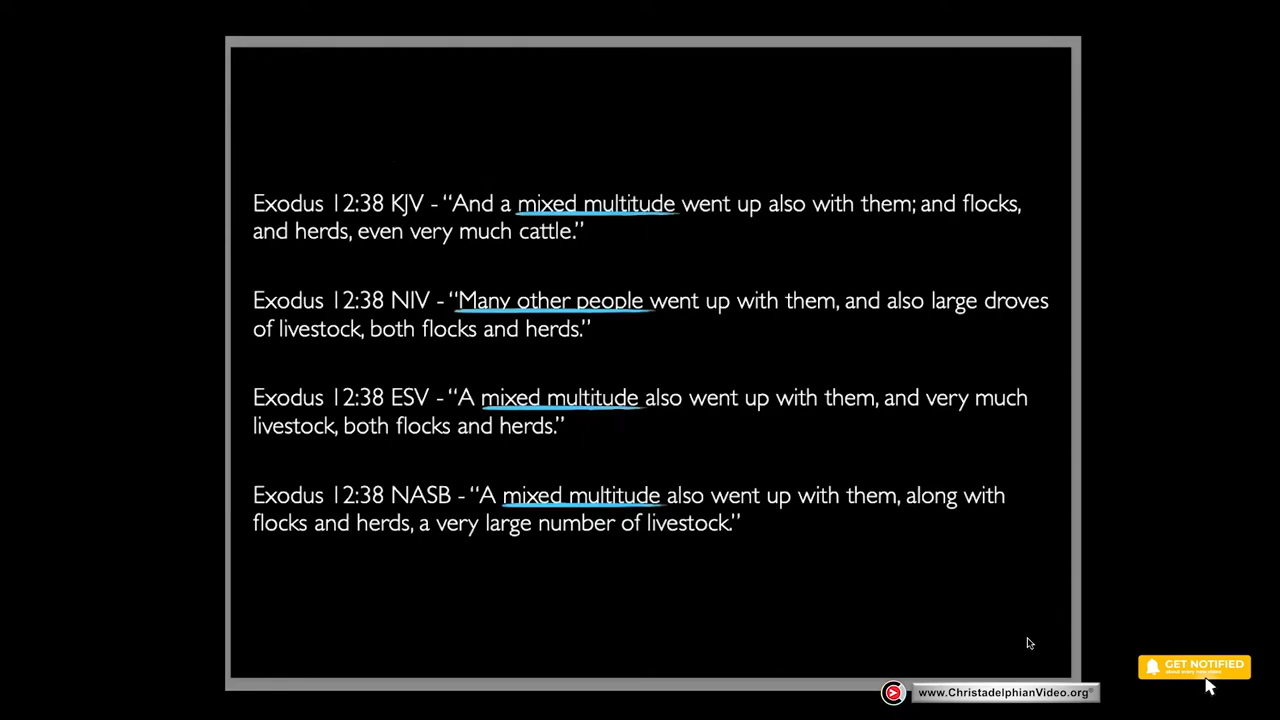 Exodus 12:38 KJV - “And a mixed multitude went up also with them; and flocks,
and herds, even very much cattle.”
Exodus 12:38 NIV - “Many other people went up with them, and also large droves
of livestock, both flocks and herds.”
Exodus 12:38 ESV - “A mixed multitude also went up with them, and very much
livestock, both flocks and herds.”
Exodus 12:38 NASB - “A mixed multitude also went up with them, along with
flocks and herds, a very large number of livestock.”
GET NOTIFIED
about every new video
www.ChristadelphianVideo.org